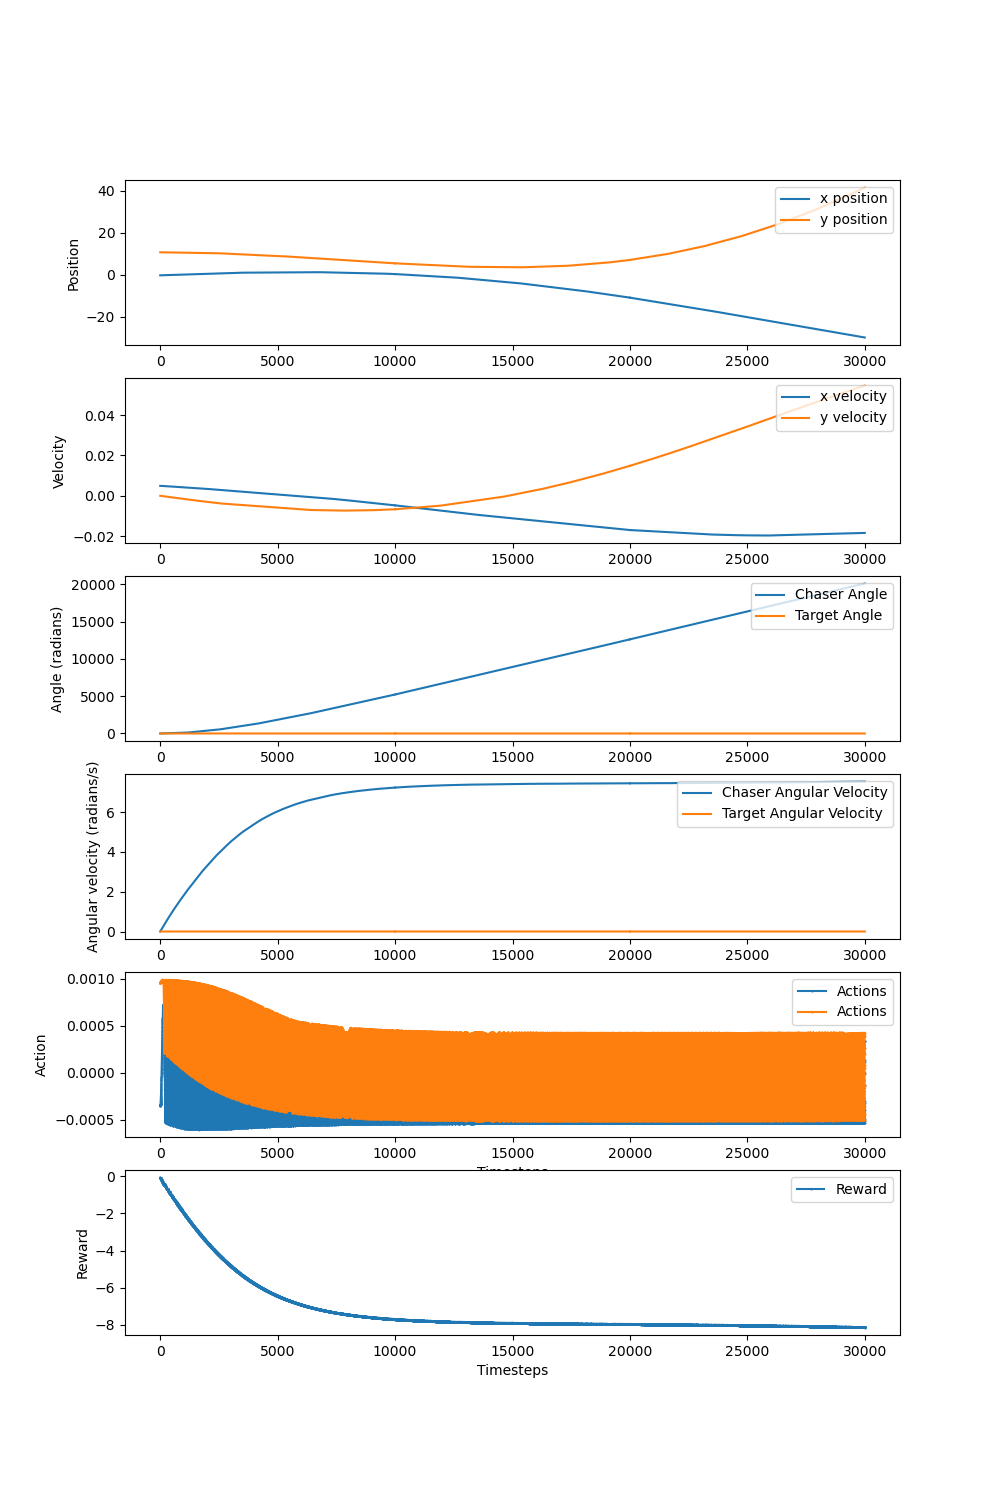 40
20
0
−20
Position
x position
y position
0 5000 10000 15000 20000 25000 30000
0.04
0.02
0.00
−0.02
Velocity
x velocity
y velocity
0 5000 10000 15000 20000 25000 30000
20000
15000
10000
5000
0
Angle (radians)
Chaser Angle
Target Angle
0 5000 10000 15000 20000 25000 30000
6
4
2
0
Angular velocity (radians/s)
Chaser Angular Velocity
Target Angular Velocity
0 5000 10000 15000 20000 25000 30000
0.0010
0.0005
0.0000
−0.0005
Action
Actions
Actions
0 5000 10000 15000 20000 25000 30000
Timesteps
0
−2
−4
−6
−8
Reward
Reward
0 5000 10000 15000 20000 25000 30000
Timesteps